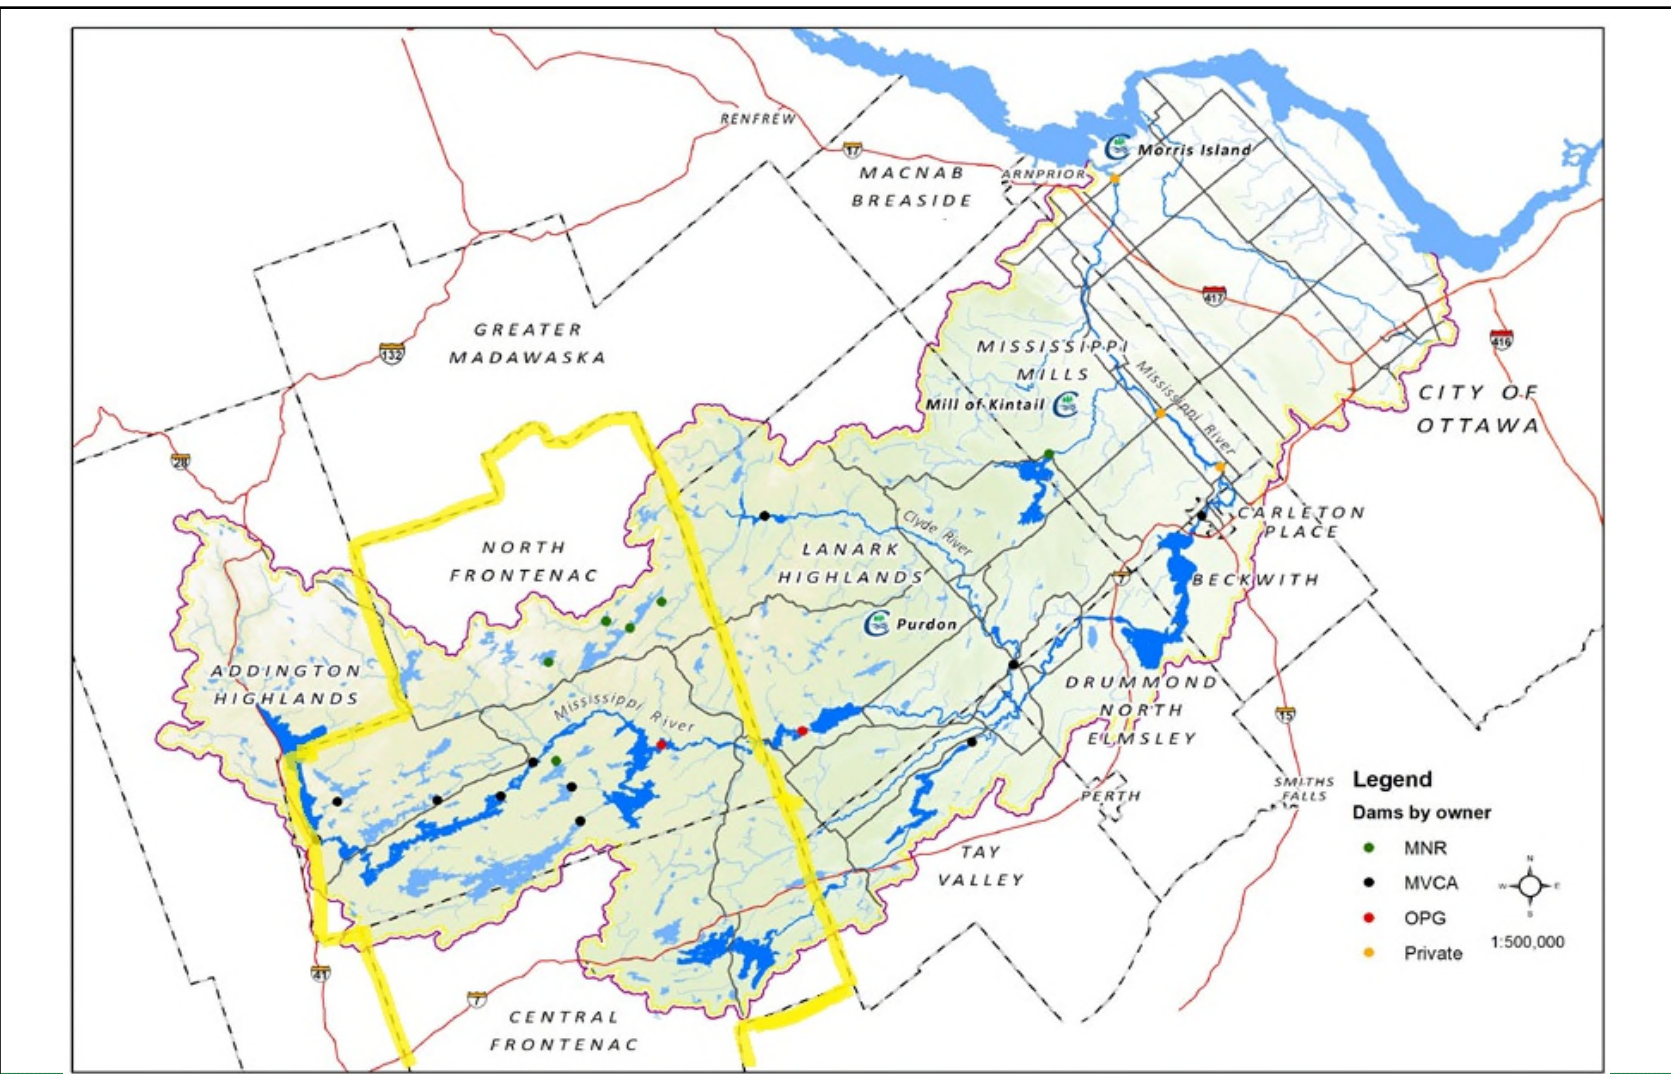 RENFREW
17
MACNAB
BREASIDE
ARNPRIOR
Morris Island
417
416
GREATER
MADAWASKA
132
MISSISSIPPI
MILLS
Mill of Kintail
Mississippi River
CITY OF
OTTAWA
28
NORTH
FRONTENAC
Clyde River
LANARK
HIGHLANDS
CARLETON
PLACE
7
BECKWITH
Purdon
ADDINGTON
HIGHLANDS
Mississippi River
DRUMMOND
NORTH
ELMSLEY
15
PERTH
SMITHS
FALLS
TAY
VALLEY
41
7
CENTRAL
FRONTENAC
Legend
Dams by owner
MNR
MVCA
OPG
Private
N
W
E
S
1:500,000